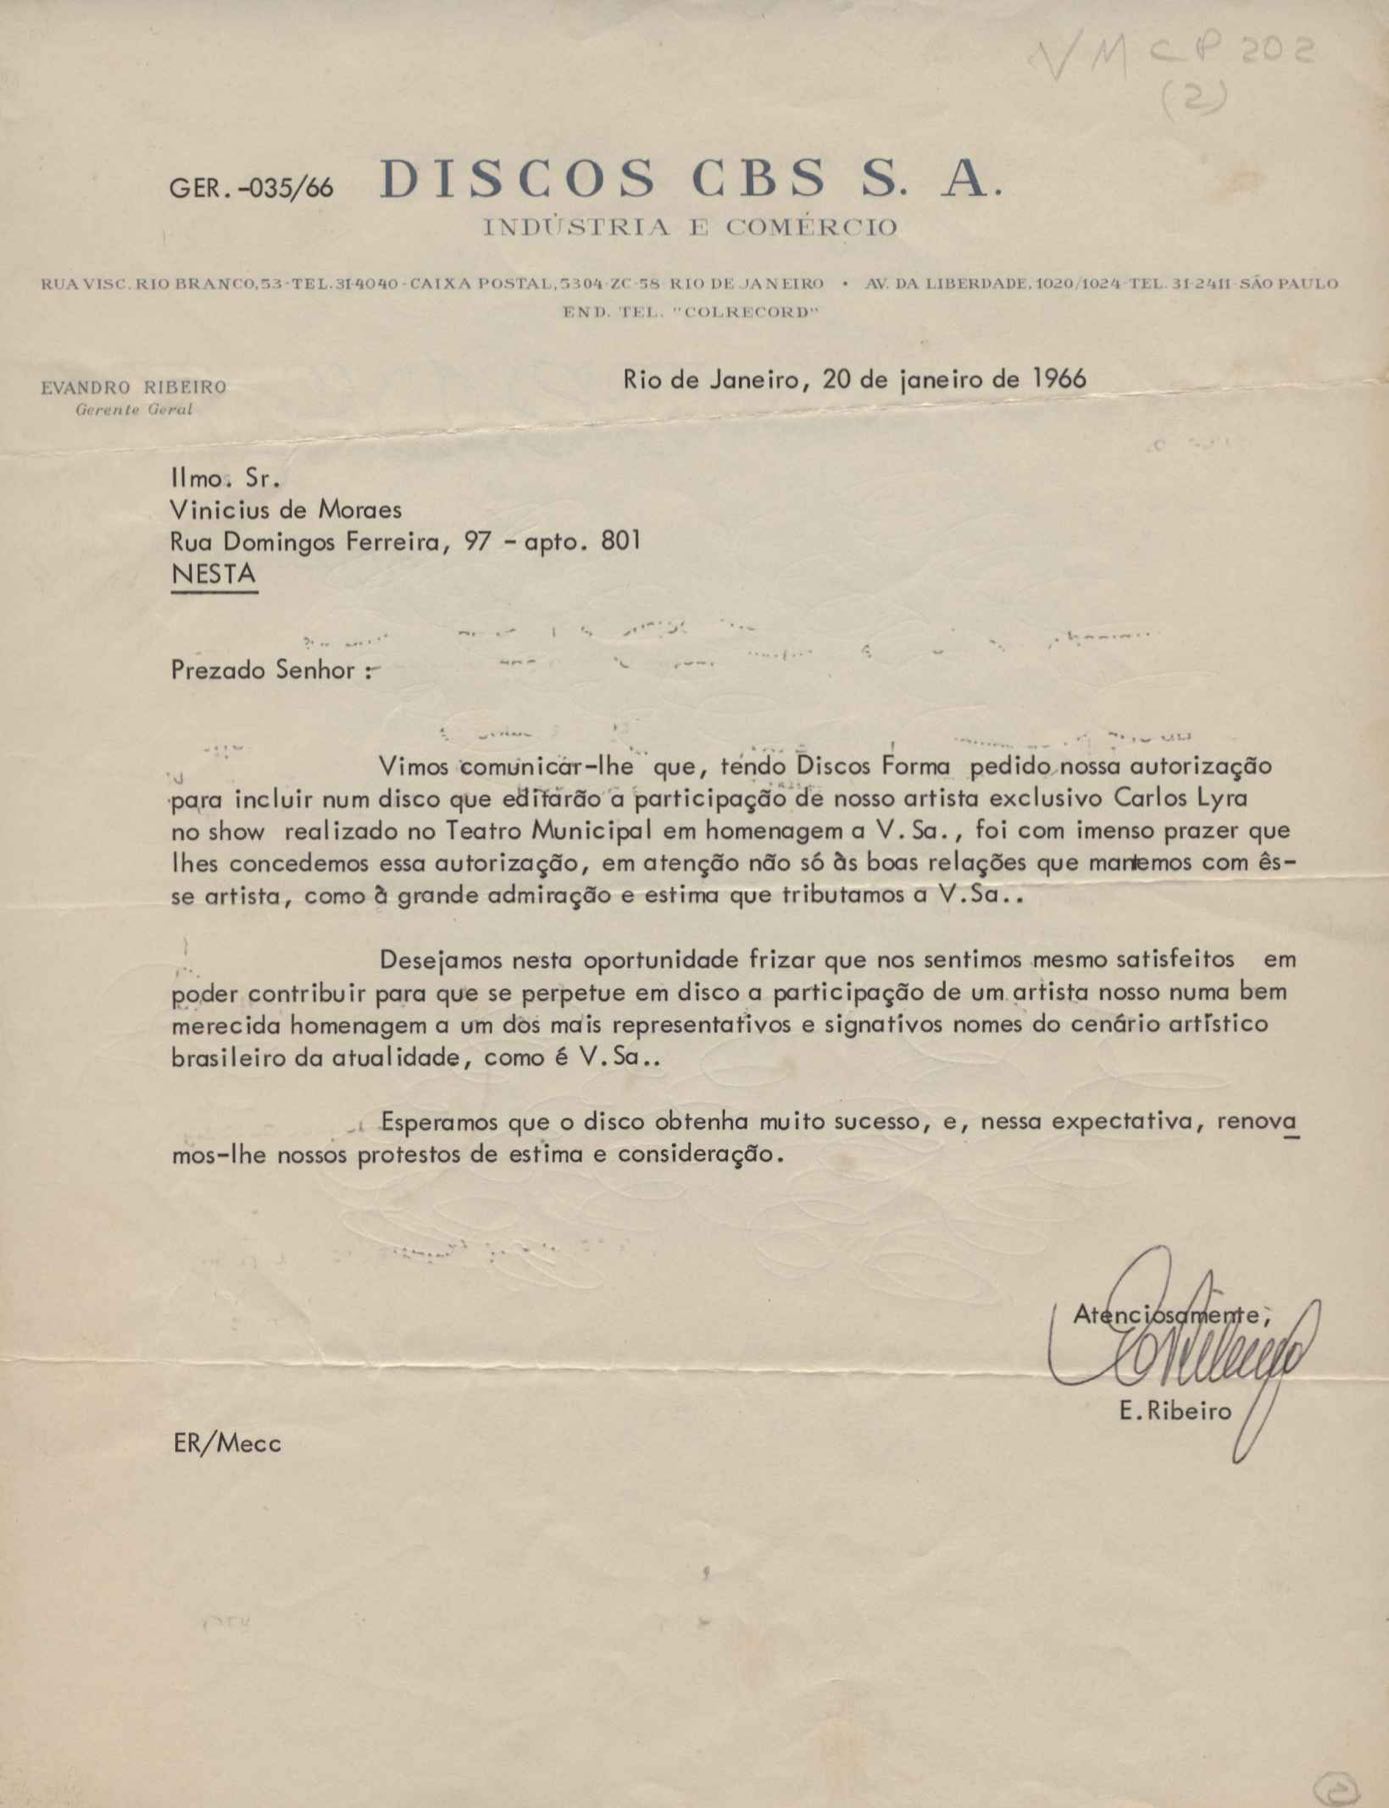 VMCP 202
(2)
GER.-035/66 DISCOS CBS S. A.
INDÚSTRIA E COMÉRCIO
RUA VISC. RIO BRANCO, 53-TEL. 31-4040-CAIXA POSTAL, 5304-ZC-58 RIO DE JANEIRO • AV. DA LIBERDADE, 1020/1024-TEL. 31-2411-SÃO PAULO
END. TEL. "COLRECORD"
EVANDRO RIBEIRO
Gerente Geral
Rio de Janeiro, 20 de janeiro de 1966
Ilmo. Sr.
Vinicius de Moraes
Rua Domingos Ferreira, 97 - apto. 801
NESTA
Prezado Senhor :-
Vimos comunicar-lhe que, tendo Discos Forma pedido nossa autorização
para incluir num disco que editarão a participação de nosso artista exclusivo Carlos Lyra
no show realizado no Teatro Municipal em homenagem a V. Sa., foi com imenso prazer que
lhes concedemos essa autorização, em atenção não só às boas relações que mantemos com ês-
se artista, como à grande admiração e estima que tributamos a V.Sa..
Desejamos nesta oportunidade frizar que nos sentimos mesmo satisfeitos em
poder contribuir para que se perpetue em disco a participação de um artista nosso numa bem
merecida homenagem a um dos mais representativos e signativos nomes do cenário artístico
brasileiro da atualidade, como é V.Sa..
Esperamos que o disco obtenha muito sucesso, e, nessa expectativa, renova
mos-lhe nossos protestos de estima e consideração.
Atenciosamente,
E.Ribeiro
ER/Mecc